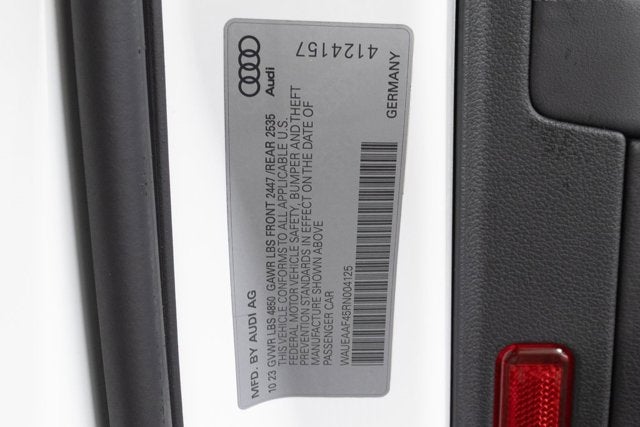 4124157
Audi
MFD. BY AUDI AG
GERMANY
10 23 GVWR LBS 4850 GAWR LBS FRONT 2447 /REAR 2535
THIS VEHICLE CONFORMS TO ALL APPLICABLE U.S.
FEDERAL MOTOR VEHICLE SAFETY, BUMPER AND THEFT
PREVENTION STANDARDS IN EFFECT ON THE DATE OF
MANUFACTURE SHOWN ABOVE
PASSENGER CAR
WAUEAAF45RN004125